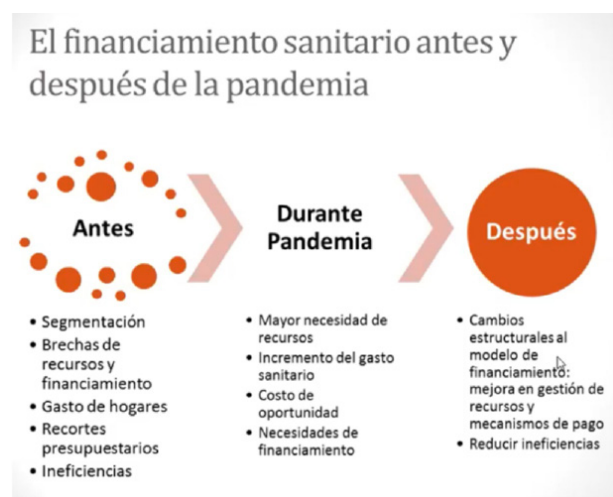 El financiamiento sanitario antes y
después de la pandemia
Antes
• Segmentación
• Brechas de
recursos y
financiamiento
• Gasto de hogares
• Recortes
presupuestarios
• Ineficiencias
Durante
Pandemia
• Mayor necesidad de
recursos
• Incremento del gasto
sanitario
• Costo de
oportunidad
• Necesidades de
financiamiento
Después
• Cambios
estructurales al
modelo de
financiamiento:
mejora en gestión de
recursos y
mecanismos de pago
• Reducir ineficiencias